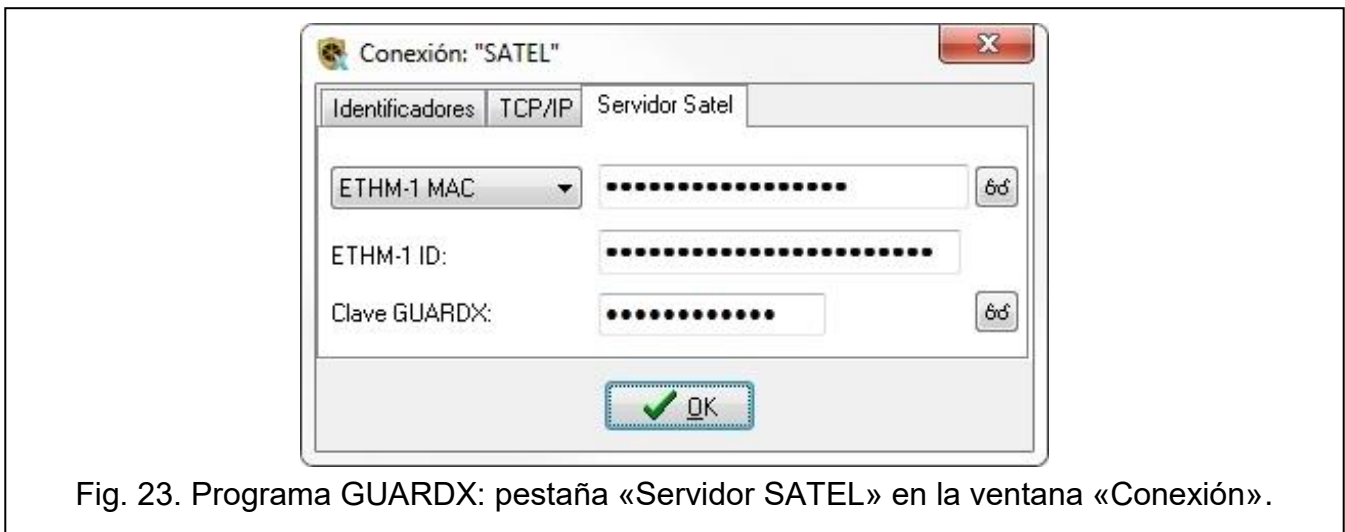 Conexión: "SATEL"
Identificadores TCP/IP Servidor Satel
ETHM-1 MAC •••••••••••••••••
ETHM-1 ID: ••••••••••••••••••••••••
Clave GUARDX: ••••••••••••
OK
Fig. 23. Programa GUARDX: pestaña «Servidor SATEL» en la ventana «Conexión».